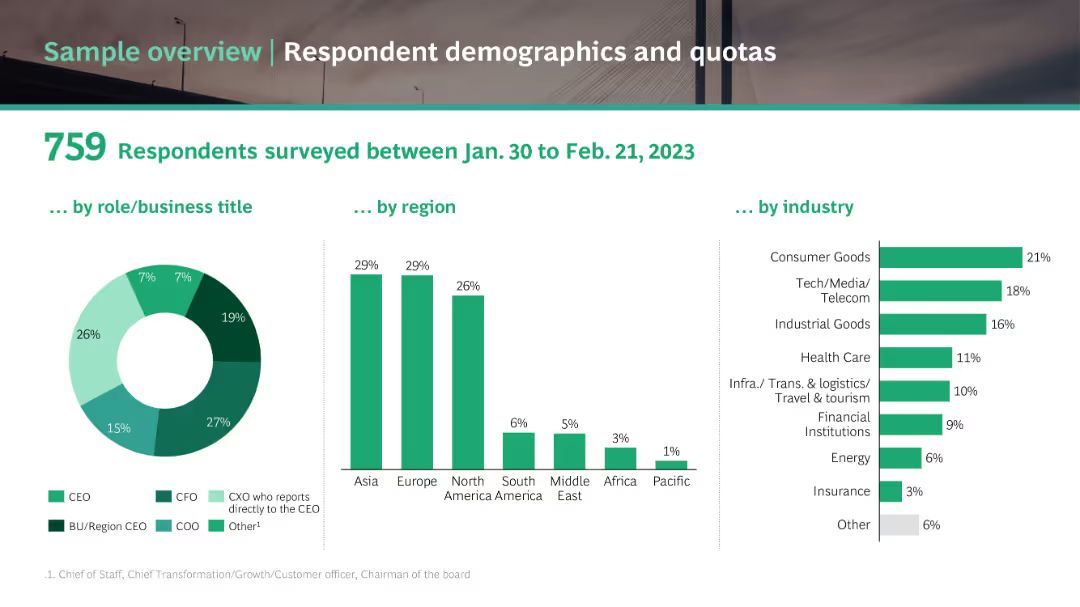 Sample overview | Respondent demographics and quotas
759 Respondents surveyed between Jan. 30 to Feb. 21, 2023
... by role/business title
7%
7%
19%
26%
27%
15%
CEO
CFO
CXO who reports
directly to the CEO
BU/Region CEO
COO
Other¹
... by region
29%
29%
26%
6%
5%
3%
1%
Asia
Europe
North
America
South
America
Middle
East
Africa
Pacific
... by industry
Consumer Goods
21%
Tech/Media/
Telecom
18%
Industrial Goods
16%
Health Care
11%
Infra./ Trans. & logistics/
Travel & tourism
10%
Financial
Institutions
9%
Energy
6%
Insurance
3%
Other
6%
.1. Chief of Staff, Chief Transformation/Growth/Customer officer, Chairman of the board